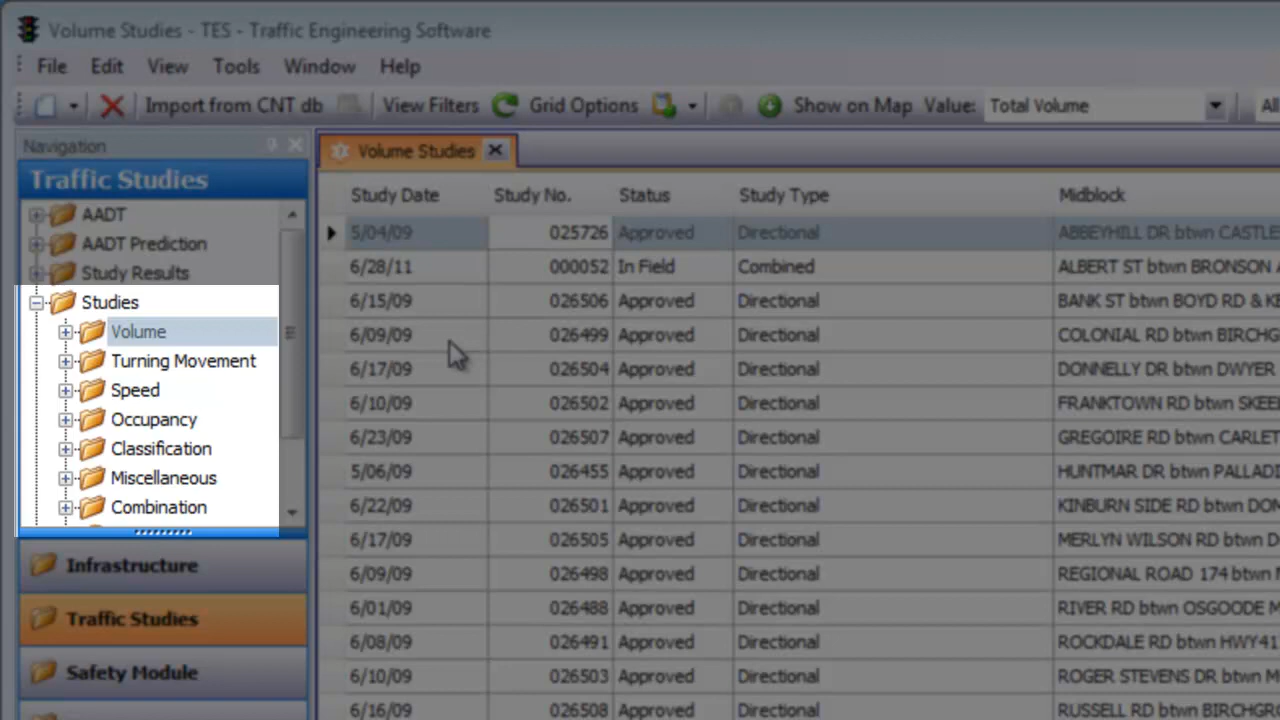 Volume Studies - TES - Traffic Engineering Software
File Edit View Tools Window Help
Import from CNT db View Filters Grid Options Show on Map Value: Total Volume All
Navigation
Traffic Studies
AADT
AADT Prediction
Study Results
Studies
Volume
Turning Movement
Speed
Occupancy
Classification
Miscellaneous
Combination
Infrastructure
Traffic Studies
Safety Module
Volume Studies
Study Date Study No. Status Study Type Midblock
5/04/09 025726 Approved Directional ABBEYHILL DR btwn CASTLE
6/28/11 000052 In Field Combined ALBERT ST btwn BRONSON A
6/15/09 026506 Approved Directional BANK ST btwn BOYD RD & K
6/09/09 026499 Approved Directional COLONIAL RD btwn BIRCHG
6/17/09 026504 Approved Directional DONNELLY DR btwn DWYER
6/10/09 026502 Approved Directional FRANKTOWN RD btwn SKEE
6/23/09 026507 Approved Directional GREGOIRE RD btwn CARLET
5/06/09 026455 Approved Directional HUNTMAR DR btwn PALLADI
6/22/09 026501 Approved Directional KINBURN SIDE RD btwn DON
6/17/09 026505 Approved Directional MERLYN WILSON RD btwn D
6/09/09 026498 Approved Directional REGIONAL ROAD 174 btwn
6/01/09 026488 Approved Directional RIVER RD btwn OSGOODE M
6/08/09 026491 Approved Directional ROCKDALE RD btwn HWY41
6/10/09 026503 Approved Directional ROGER STEVENS DR btwn M
6/16/09 026508 Approved Directional RUSSELL RD btwn BIRCHGR